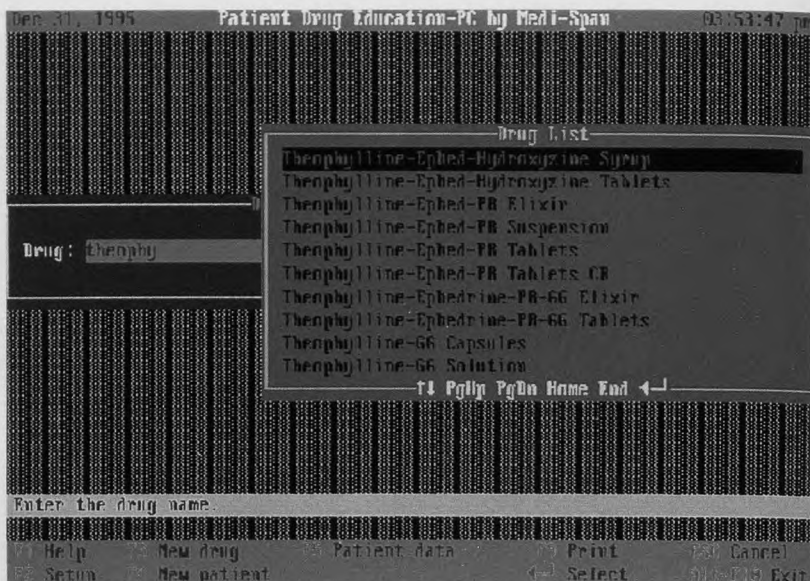 Dec 31, 1995 Patient Drug Education-PC by Medi-Span 03:53:47 pm
Drug List
Theophylline-Ephed-Hydroxyzine Syrup
Theophylline-Ephed-Hydroxyzine Tablets
Theophylline-Ephed-PB Elixir
Theophylline-Ephed-PB Suspension
Theophylline-Ephed-PB Tablets
Theophylline-Ephed-PB Tablets CR
Theophylline-Ephedrine-PB-GG Elixir
Theophylline-Ephedrine-PB-GG Tablets
Theophylline-GG Capsules
Theophylline-GG Solution
↑↓ PgUp PgDn Home End ◄┘
Drug: theophy
Enter the drug name.
Help New drug Patient data Print Cancel
Setup New patient Select Exit